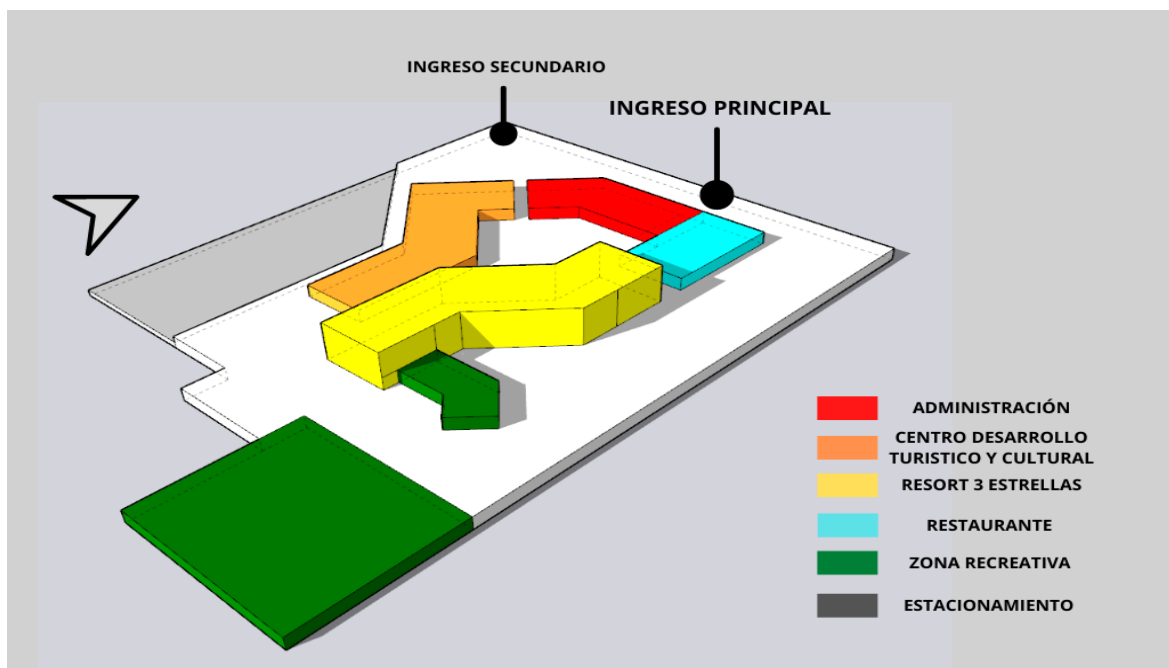 INGRESO SECUNDARIO
INGRESO PRINCIPAL
ADMINISTRACIÓN
CENTRO DESARROLLO
TURISTICO Y CULTURAL
RESORT 3 ESTRELLAS
RESTAURANTE
ZONA RECREATIVA
ESTACIONAMIENTO